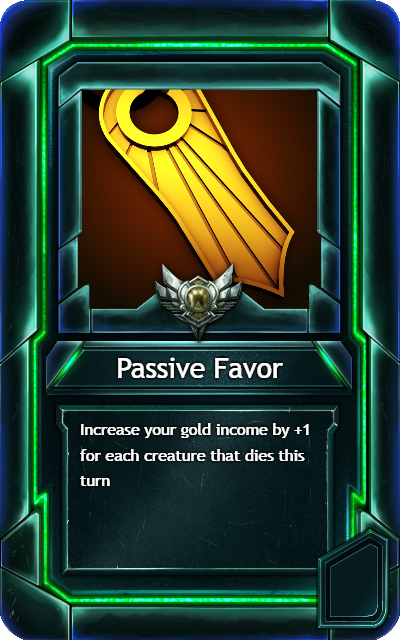 Passive Favor
Increase your gold income by +1
for each creature that dies this
turn